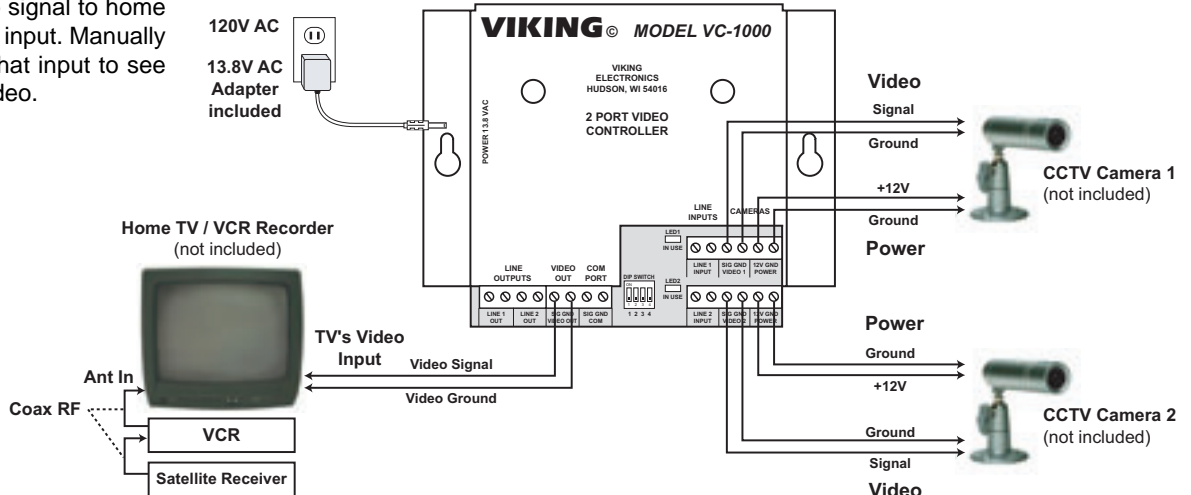 signal to home
input. Manually
hat input to see
deo.
120V AC
13.8V AC
Adapter
included
VIKING© MODEL VC-1000
VIKING
ELECTRONICS
HUDSON, WI 54016
2 PORT VIDEO
CONTROLLER
POWER 13.8 VAC
Video
Signal
Ground
+12V
Ground
Power
CCTV Camera 1
(not included)
LINE
INPUTS
CAMERAS
LED1
IN USE
LINE 1
INPUT
SIG GND
VIDEO 1
12V GND
POWER
Home TV / VCR Recorder
(not included)
LINE
OUTPUTS
VIDEO
OUT
COM
PORT
DIP SWITCH
ON
1 2 3 4
1 2 3 4
LED2
IN USE
LINE 1
OUT
LINE 2
OUT
SIG GND
VIDEO OUT
SIG GND
COM
LINE 2
INPUT
SIG GND
VIDEO 2
12V GND
POWER
TV's Video
Input
Video Signal
Video Ground
Ant In
Coax RF
VCR
Satellite Receiver
Power
Ground
+12V
Ground
Signal
Video
CCTV Camera 2
(not included)